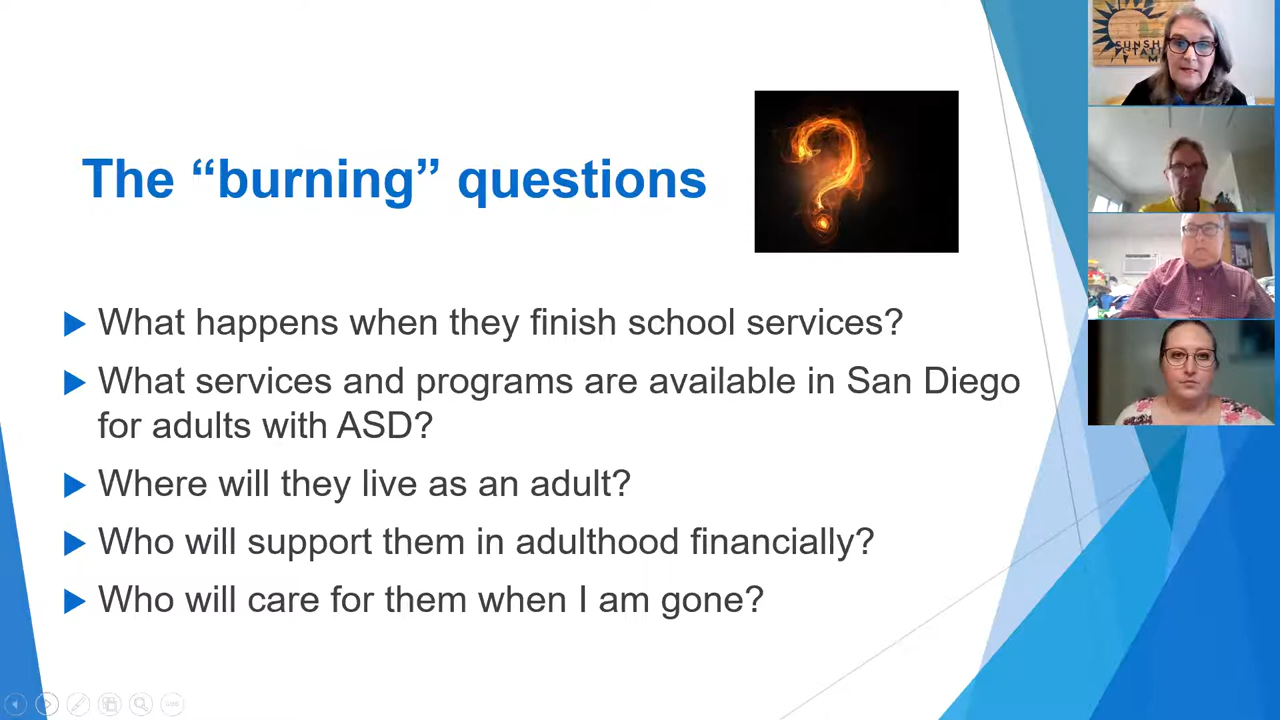 The “burning” questions
What happens when they finish school services?
What services and programs are available in San Diego
for adults with ASD?
Where will they live as an adult?
Who will support them in adulthood financially?
Who will care for them when I am gone?